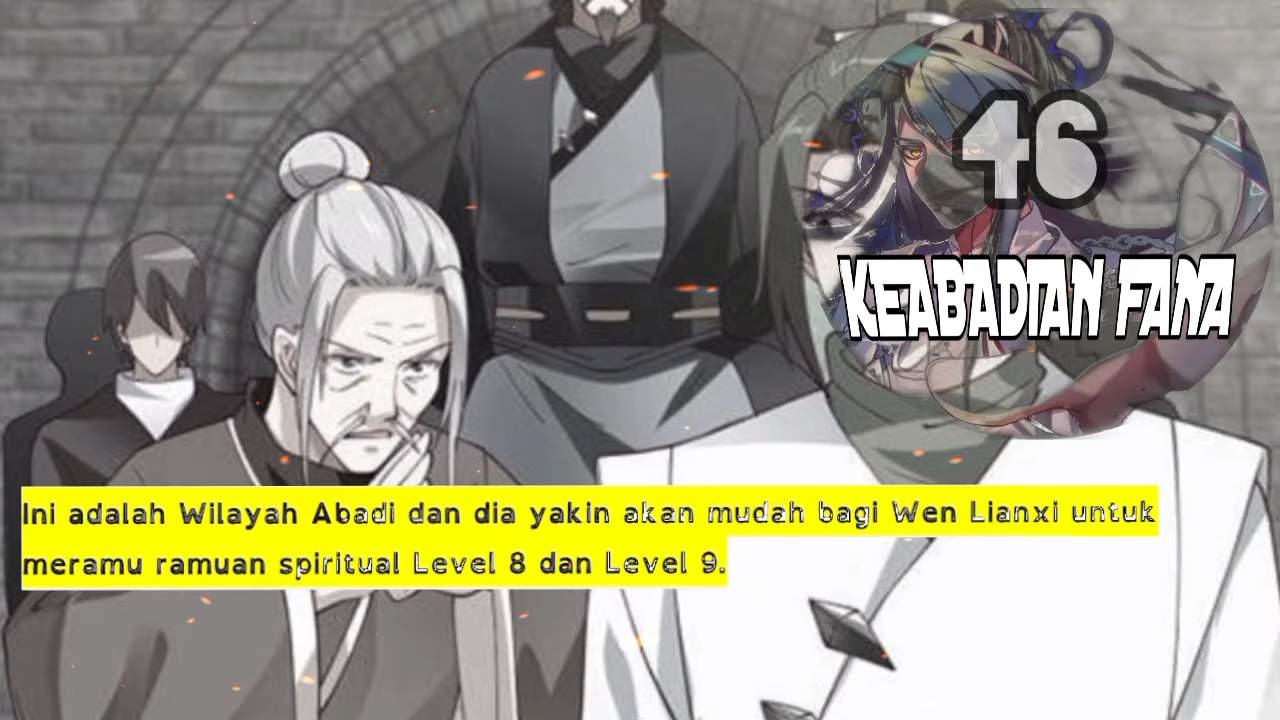 46
KEABADIAN FANA
Ini adalah Wilayah Abadi dan dia yakin akan mudah bagi Wen Lianxi untuk
meramu ramuan spiritual Level 8 dan Level 9.